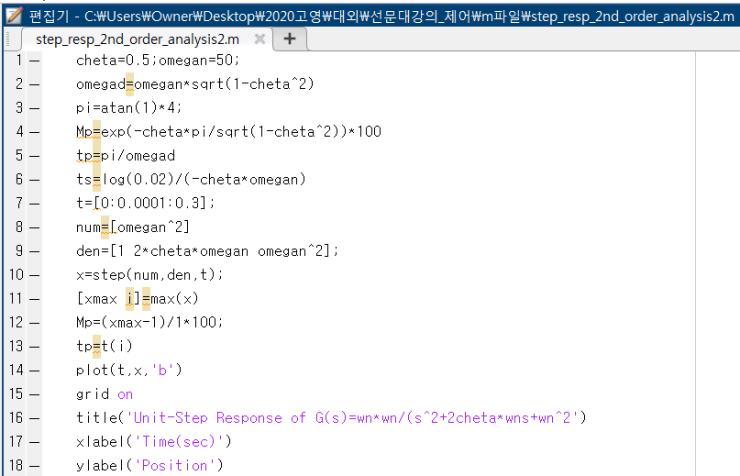 편집기 - C:₩Users₩Owner₩Desktop₩2020고영₩대외₩선문대강의_제어₩m파일₩step_resp_2nd_order_analysis2.m
step_resp_2nd_order_analysis2.m × +
1 – cheta=0.5;omegan=50;
2 – omegad=omegan*sqrt(1-cheta^2)
3 – pi=atan(1)*4;
4 – Mp=exp(-cheta*pi/sqrt(1-cheta^2))*100
5 – tp=pi/omegad
6 – ts=log(0.02)/(-cheta*omegan)
7 – t=[0:0.0001:0.3];
8 – num=[omegan^2]
9 – den=[1 2*cheta*omegan omegan^2];
10 – x=step(num,den,t);
11 – [xmax i]=max(x)
12 – Mp=(xmax-1)/1*100;
13 – tp=t(i)
14 – plot(t,x,'b')
15 – grid on
16 – title('Unit-Step Response of G(s)=wn*wn/(s^2+2cheta*wns+wn^2')
17 – xlabel('Time(sec)')
18 – ylabel('Position')